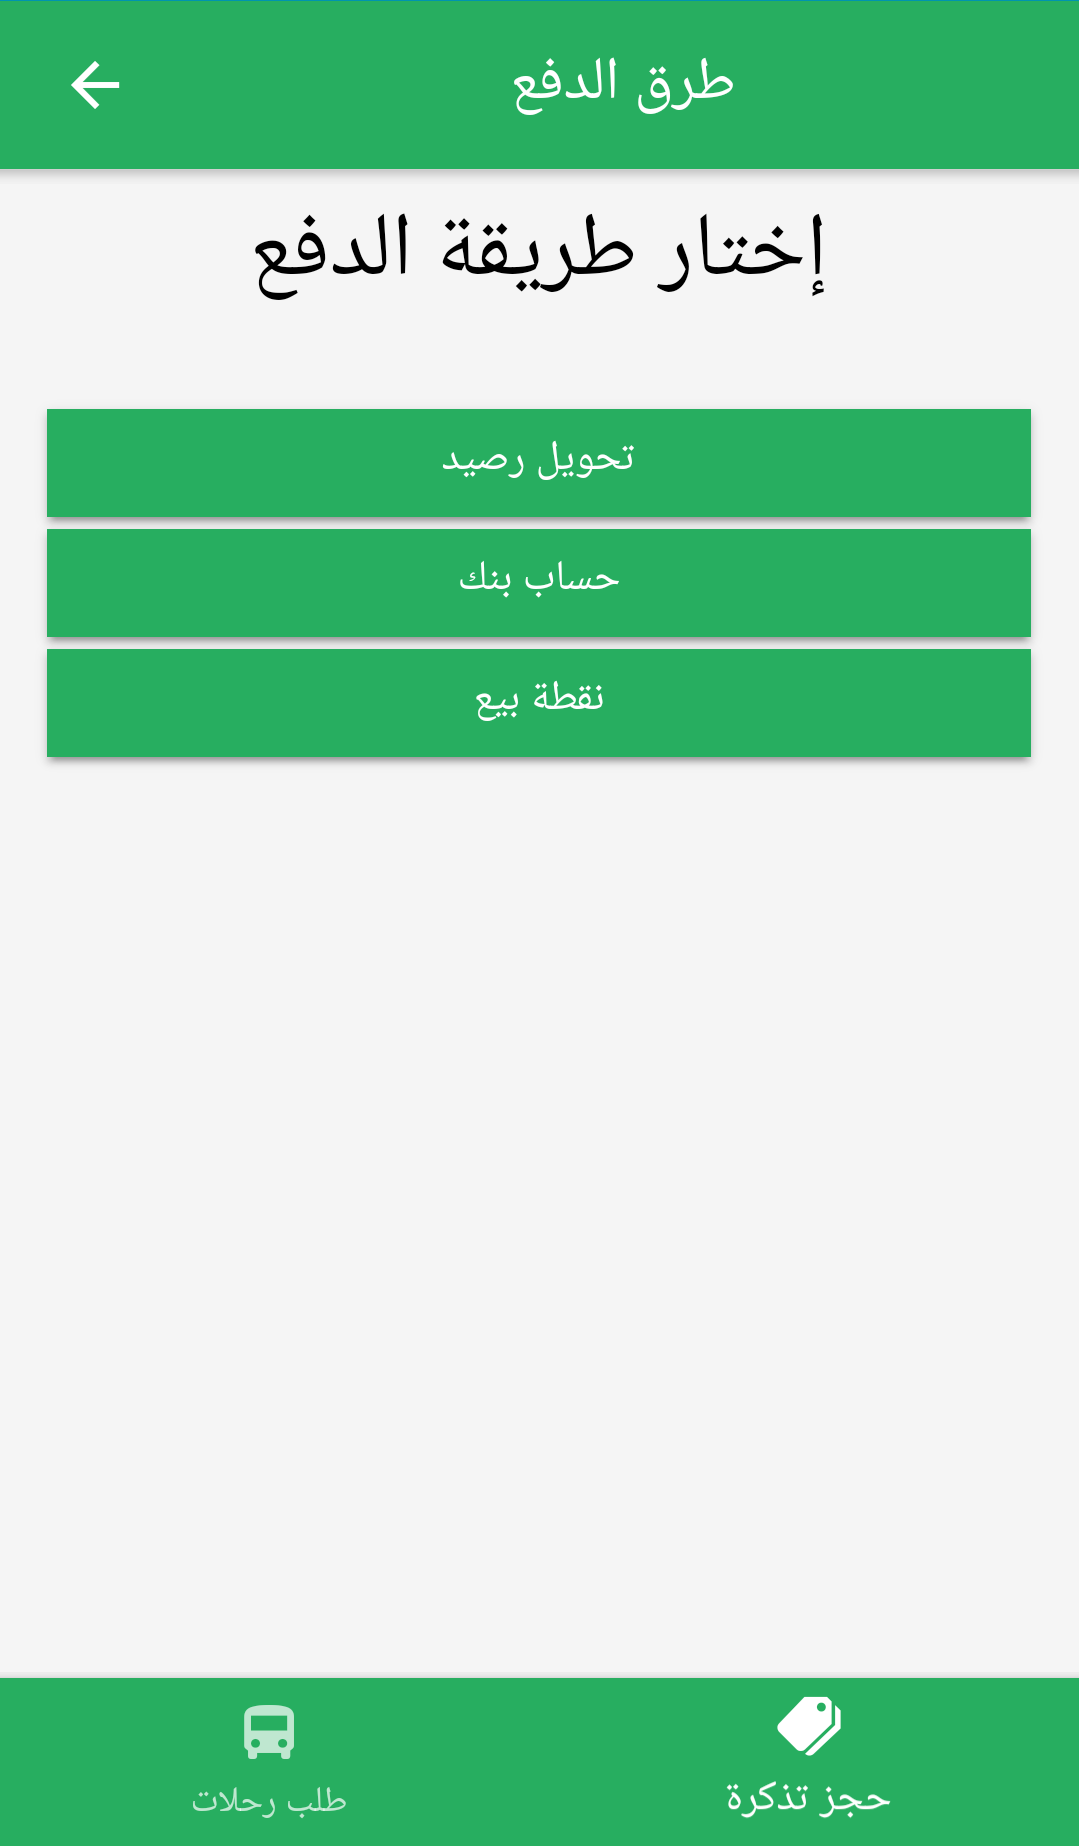 طرق الدفع
إختار طريقة الدفع
تحويل رصيد
حساب بنك
نقطة بيع
حجز تذكرة
طلب رحلات